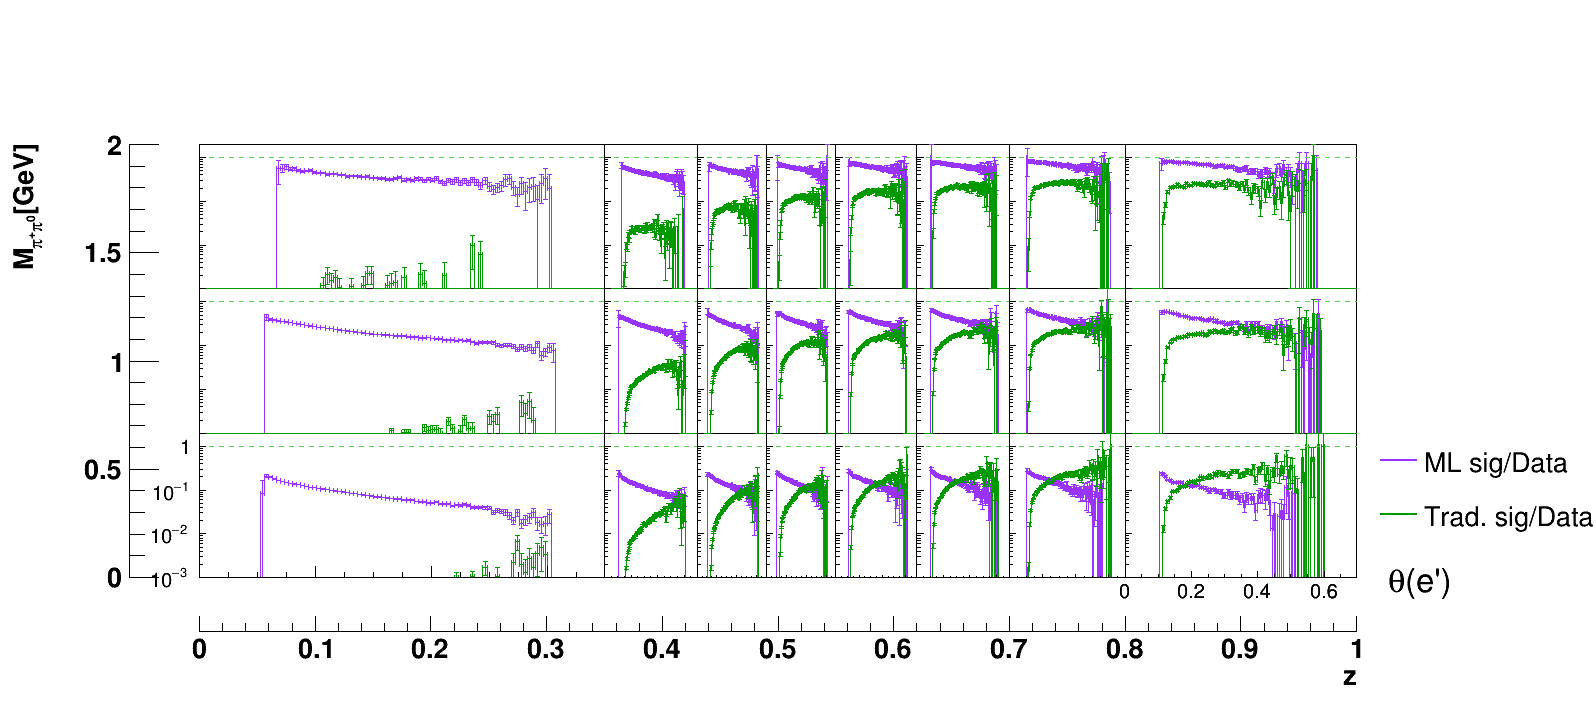 M_{π⁺π⁰}[GeV]
2
1.5
1
0.5
0
1
10⁻¹
10⁻²
10⁻³
ML sig/Data
Trad. sig/Data
0 0.2 0.4 0.6
θ(e')
0 0.1 0.2 0.3 0.4 0.5 0.6 0.7 0.8 0.9 1
z